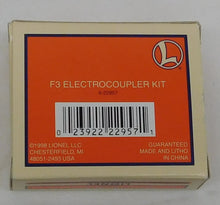 L
F3 ELECTROCOUPLER KIT
6-22957
0 23922 22957 1
©1998 LIONEL LLC
CHESTERFIELD, MI
48051-2493 USA
GUARANTEED
MADE AND LITHO
IN CHINA